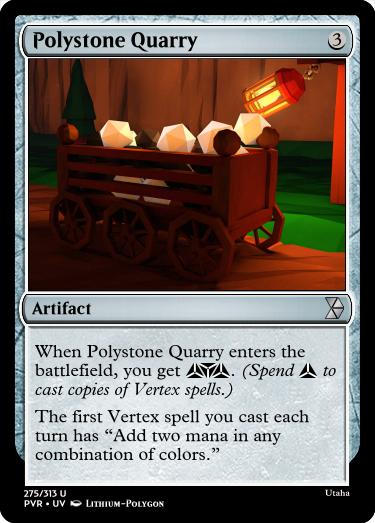 Polystone Quarry 3
Artifact
When Polystone Quarry enters the
battlefield, you get . (Spend to
cast copies of Vertex spells.)
The first Vertex spell you cast each
turn has “Add two mana in any
combination of colors.”
275/313 U
PVR • UV Lithium-Polygon
Utaha